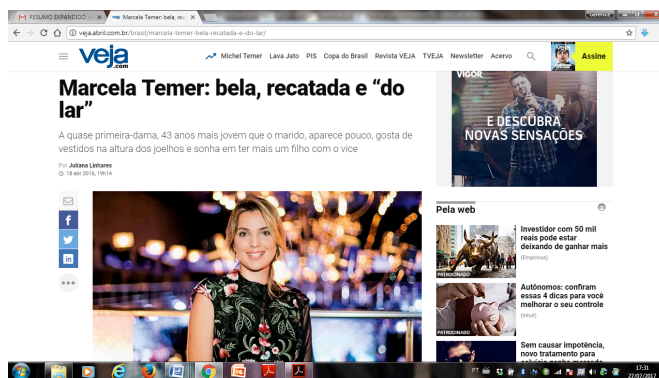 RESUMO EXPANDIDO
Marcela Temer: bela, rec
veja.abril.com.br/brasil/marcela-temer-bela-recatada-e-do-lar/
veja
.com
Michel Temer Lava Jato PIS Copa do Brasil Revista VEJA TVEJA Newsletter Acervo
Assine
Marcela Temer: bela, recatada e “do
lar”
A quase primeira-dama, 43 anos mais jovem que o marido, aparece pouco, gosta de
vestidos na altura dos joelhos e sonha em ter mais um filho com o vice
Por Juliana Linhares
18 abr 2016, 19h14
VIGOR
E DESCUBRA
NOVAS SENSAÇÕES
Pela web
Investidor com 50 mil
reais pode estar
deixando de ganhar mais
(Empiricus)
PATROCINADO
Autônomos: confiram
essas 4 dicas para você
melhorar o seu controle
(Intuit)
PATROCINADO
Sem causar impotência,
novo tratamento para
PT
17:31
27/07/2017